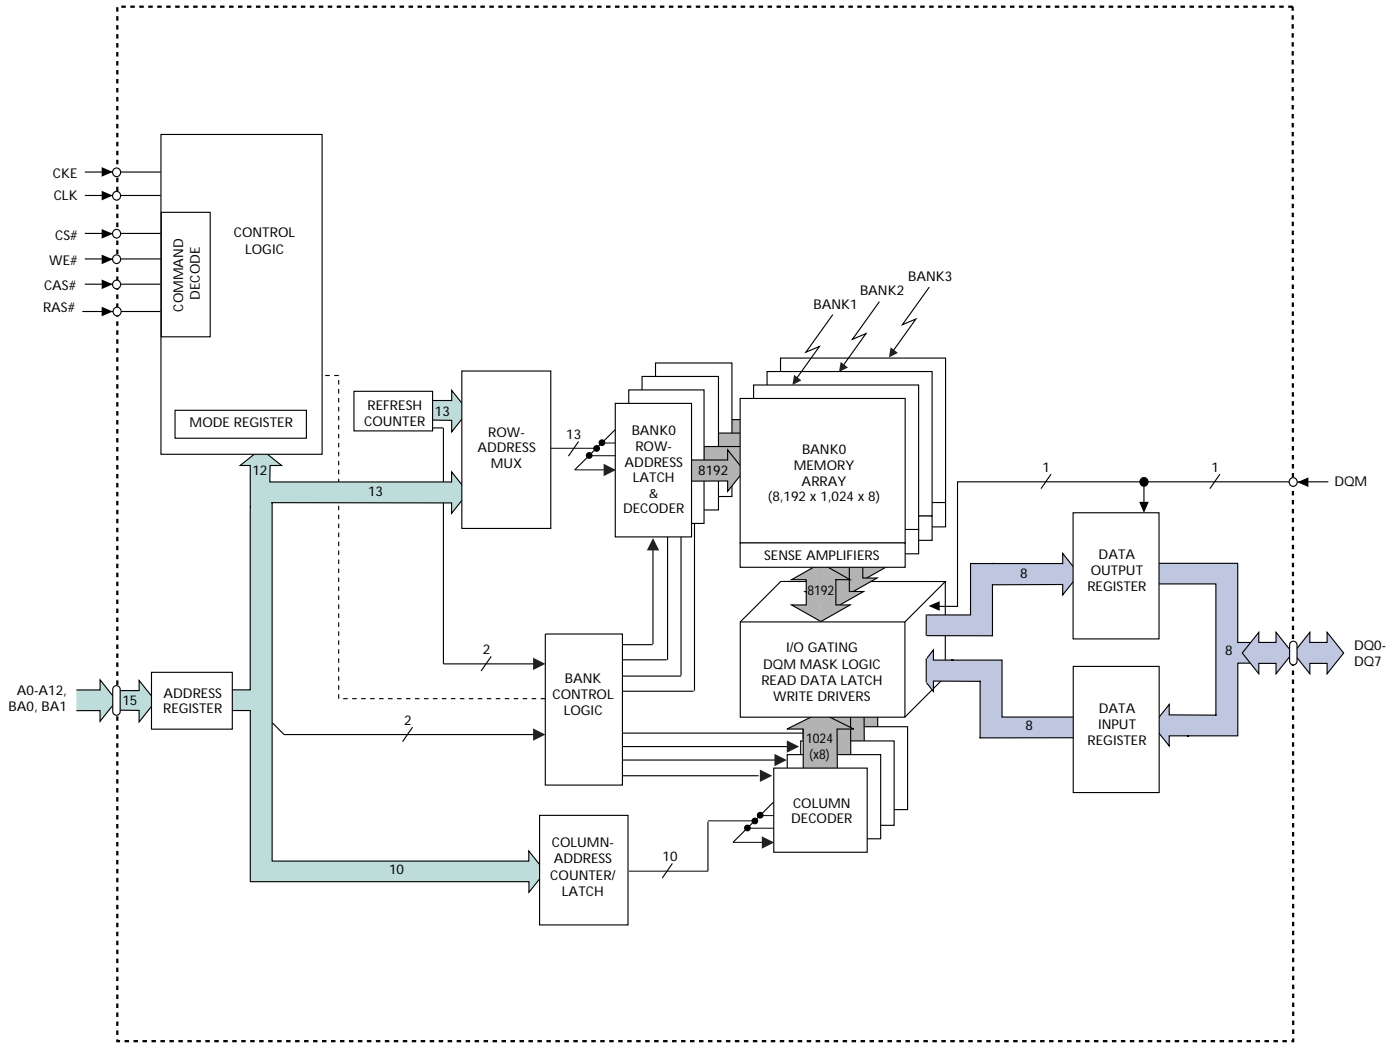 CKE
CLK
CS#
WE#
CAS#
RAS#
CONTROL
LOGIC
COMMAND
DECODE
MODE REGISTER
12
REFRESH
COUNTER
13
13
ROW-
ADDRESS
MUX
13
BANK0
ROW-
ADDRESS
LATCH
&
DECODER
8192
BANK1
BANK2
BANK3
BANK0
MEMORY
ARRAY
(8,192 x 1,024 x 8)
SENSE AMPLIFIERS
8192
I/O GATING
DQM MASK LOGIC
READ DATA LATCH
WRITE DRIVERS
1
1
DQM
DATA
OUTPUT
REGISTER
8
8
DQ0-
DQ7
DATA
INPUT
REGISTER
8
A0-A12,
BA0, BA1
15
ADDRESS
REGISTER
2
2
BANK
CONTROL
LOGIC
1024
(x8)
COLUMN
DECODER
10
COLUMN-
ADDRESS
COUNTER/
LATCH
10